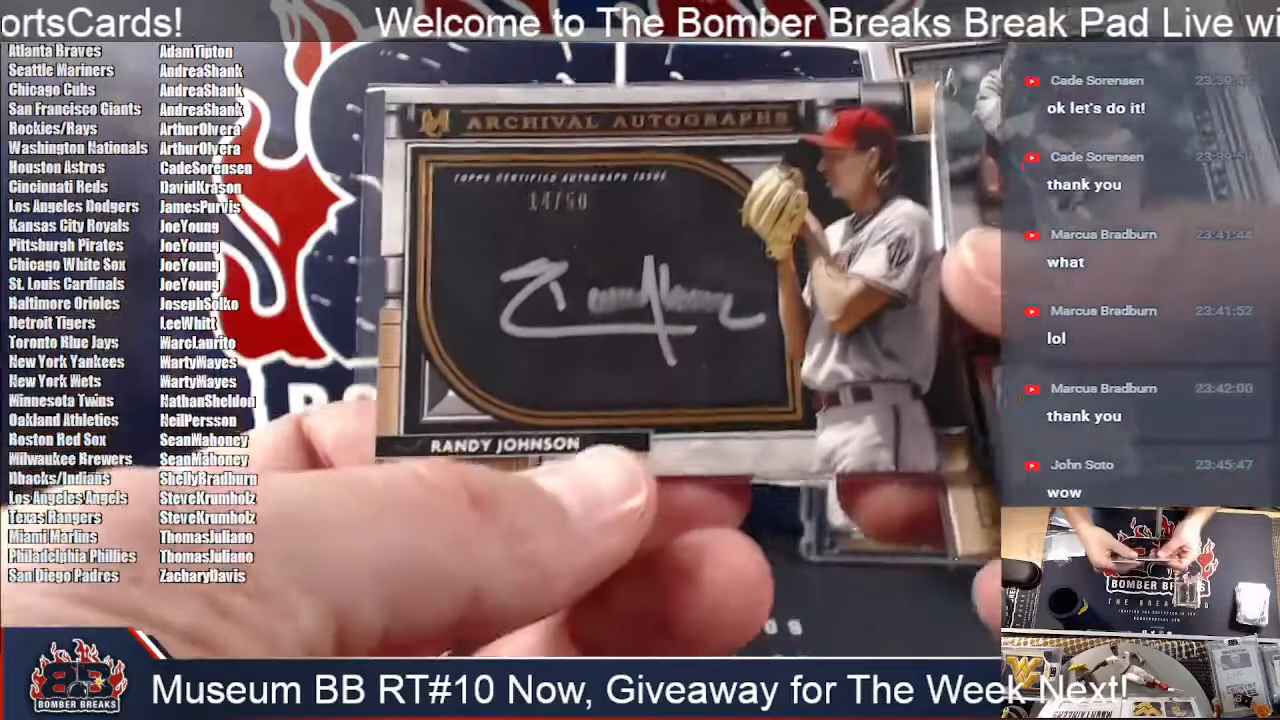 ortsCards! Welcome to The Bomber Breaks Break Pad Live wi
Atlanta Braves AdamTipton
Seattle Mariners AndreaShank
Chicago Cubs AndreaShank
San Francisco Giants AndreaShank
Rockies/Rays ArthurOlvera
Washington Nationals ArthurOlvera
Houston Astros CadeSorensen
Cincinnati Reds DavidKrason
Los Angeles Dodgers JamesPurvis
Kansas City Royals JoeYoung
Pittsburgh Pirates JoeYoung
Chicago White Sox JoeYoung
St. Louis Cardinals JoeYoung
Baltimore Orioles JosephSolko
Detroit Tigers LeeWhitt
Toronto Blue Jays MarcLaurito
New York Yankees MartyMayes
New York Mets MartyMayes
Minnesota Twins NathanSheldon
Oakland Athletics NeilPersson
Boston Red Sox SeanMahoney
Milwaukee Brewers SeanMahoney
Dbacks/Indians ShellyBradburn
Los Angeles Angels SteveKrumholz
Texas Rangers SteveKrumholz
Miami Marlins ThomasJuliano
Philadelphia Phillies ThomasJuliano
San Diego Padres ZacharyDavis
ARCHIVAL AUTOGRAPHS
TOPPS CERTIFIED AUTOGRAPH ISSUE
14/50
RANDY JOHNSON
Cade Sorensen
ok let's do it!
Cade Sorensen
thank you
Marcus Bradburn 23:41:44
what
Marcus Bradburn 23:41:52
lol
Marcus Bradburn 23:42:00
thank you
John Soto 23:45:47
wow
BOMBER BREAKS
BB
BOMBER BREAKS
Museum BB RT#10 Now, Giveaway for The Week Next!